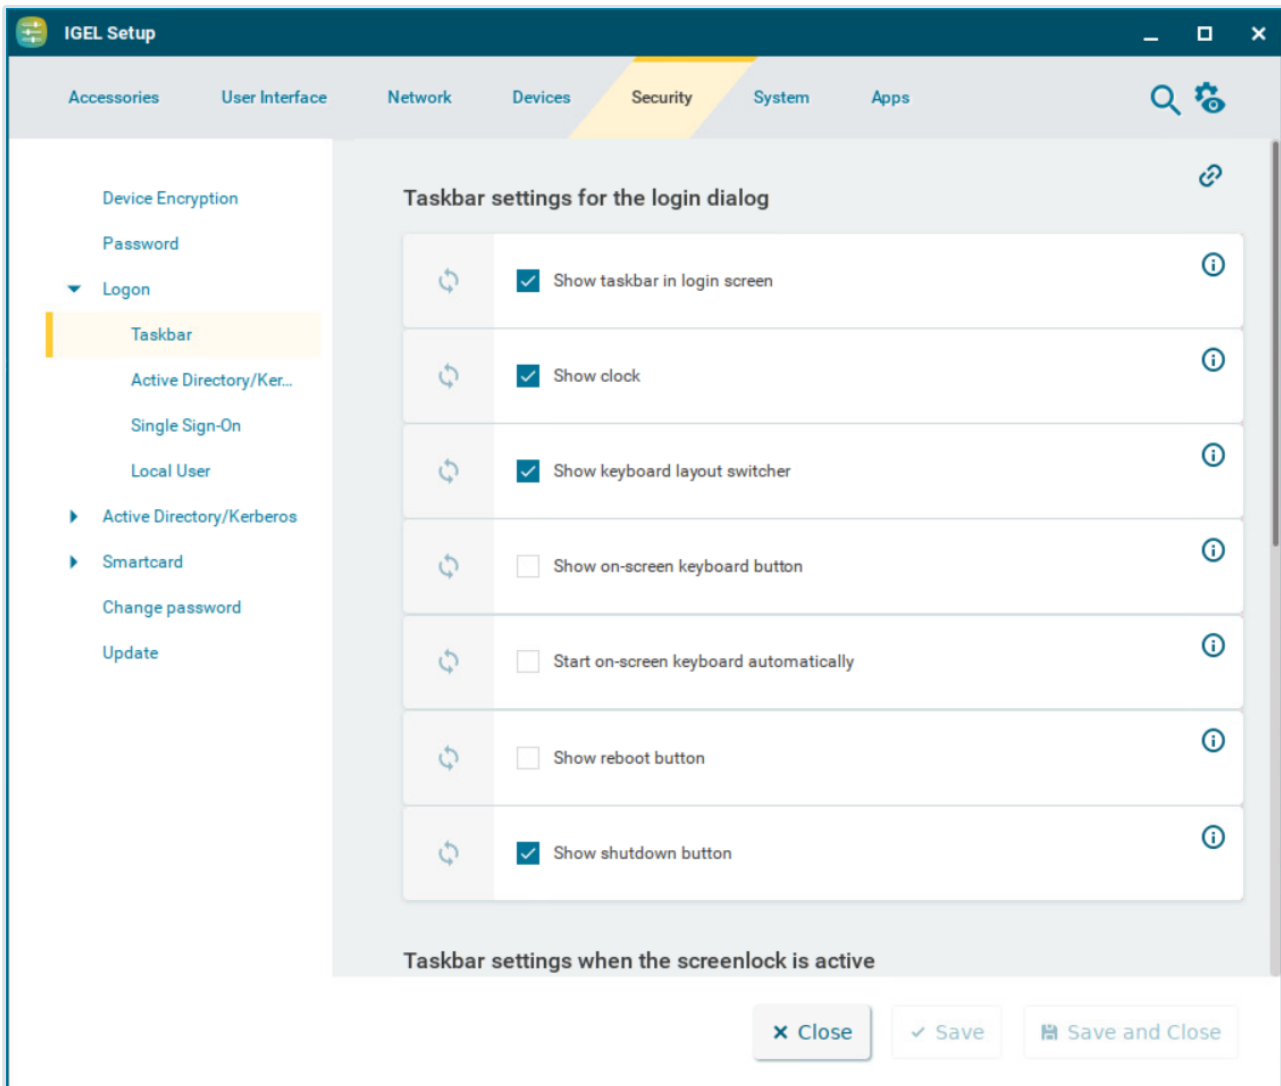 IGEL Setup
Accessories User Interface Network Devices Security System Apps
Device Encryption
Password
Logon
Taskbar
Active Directory/Ker...
Single Sign-On
Local User
Active Directory/Kerberos
Smartcard
Change password
Update
Taskbar settings for the login dialog
Show taskbar in login screen
Show clock
Show keyboard layout switcher
Show on-screen keyboard button
Start on-screen keyboard automatically
Show reboot button
Show shutdown button
Taskbar settings when the screenlock is active
Close Save Save and Close